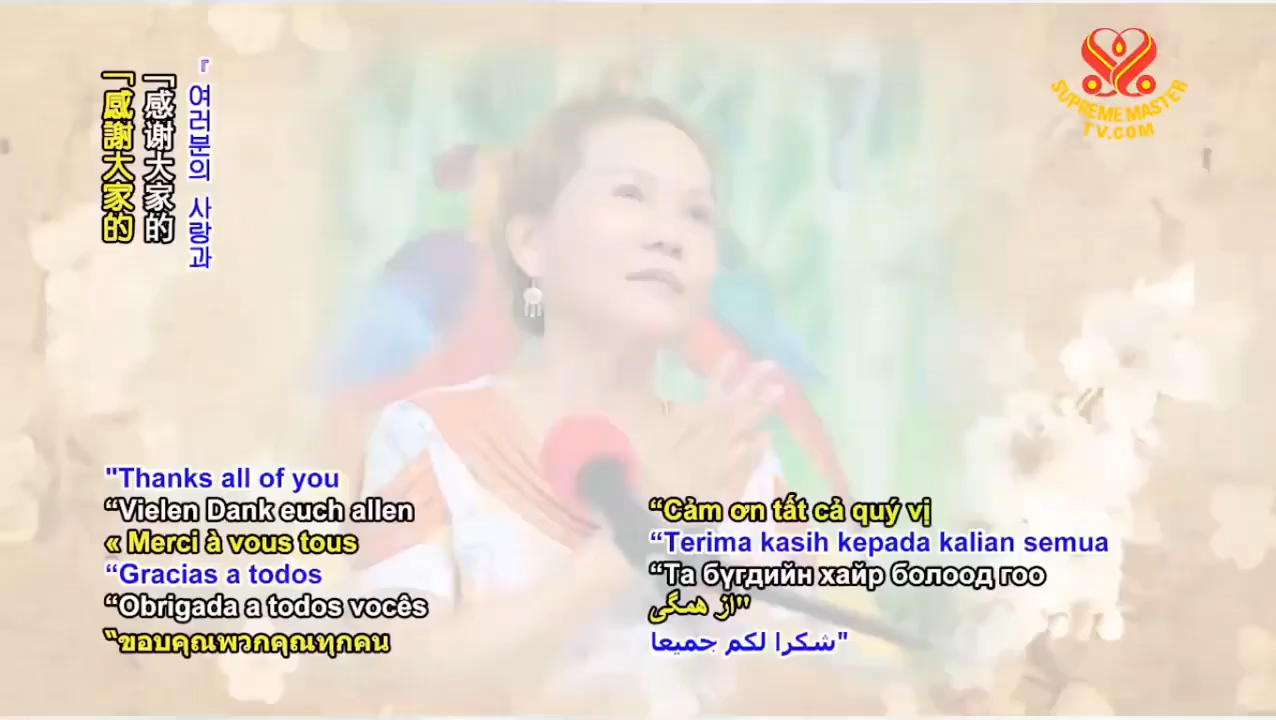 SUPREME MASTER
TV.COM
『 여러분의 사랑과
「感谢大家的
「感謝大家的
"Thanks all of you
“Vielen Dank euch allen
« Merci à vous tous
“Gracias a todos
“Obrigada a todos vocês
“ขอบคุณพวกคุณทุกคน
“Cảm ơn tất cả quý vị
“Terima kasih kepada kalian semua
“Та бүгдийн хайр болоод гоо
"از همگی
"شكرا لكم جميعا